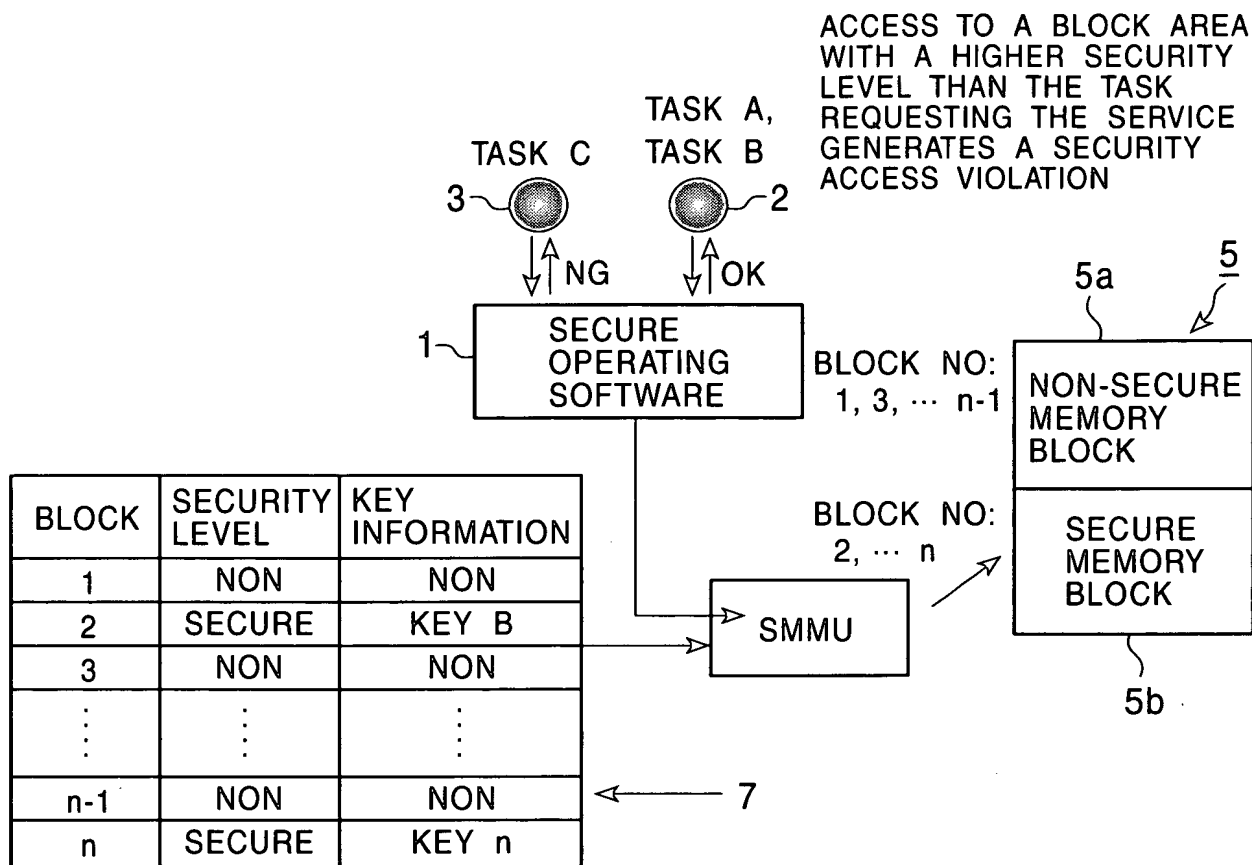 ACCESS TO A BLOCK AREA
WITH A HIGHER SECURITY
LEVEL THAN THE TASK
REQUESTING THE SERVICE
GENERATES A SECURITY
ACCESS VIOLATION
TASK A,
TASK C TASK B
3 2
NG OK
5a 5
1 SECURE
OPERATING
SOFTWARE
BLOCK NO:
1, 3, ··· n-1
NON-SECURE
MEMORY
BLOCK
BLOCK NO:
2, ··· n
SECURE
MEMORY
BLOCK
5b
SMMU
BLOCK SECURITY LEVEL KEY INFORMATION
1 NON NON
2 SECURE KEY B
3 NON NON
⋮ ⋮ ⋮
n-1 NON NON
7
n SECURE KEY n